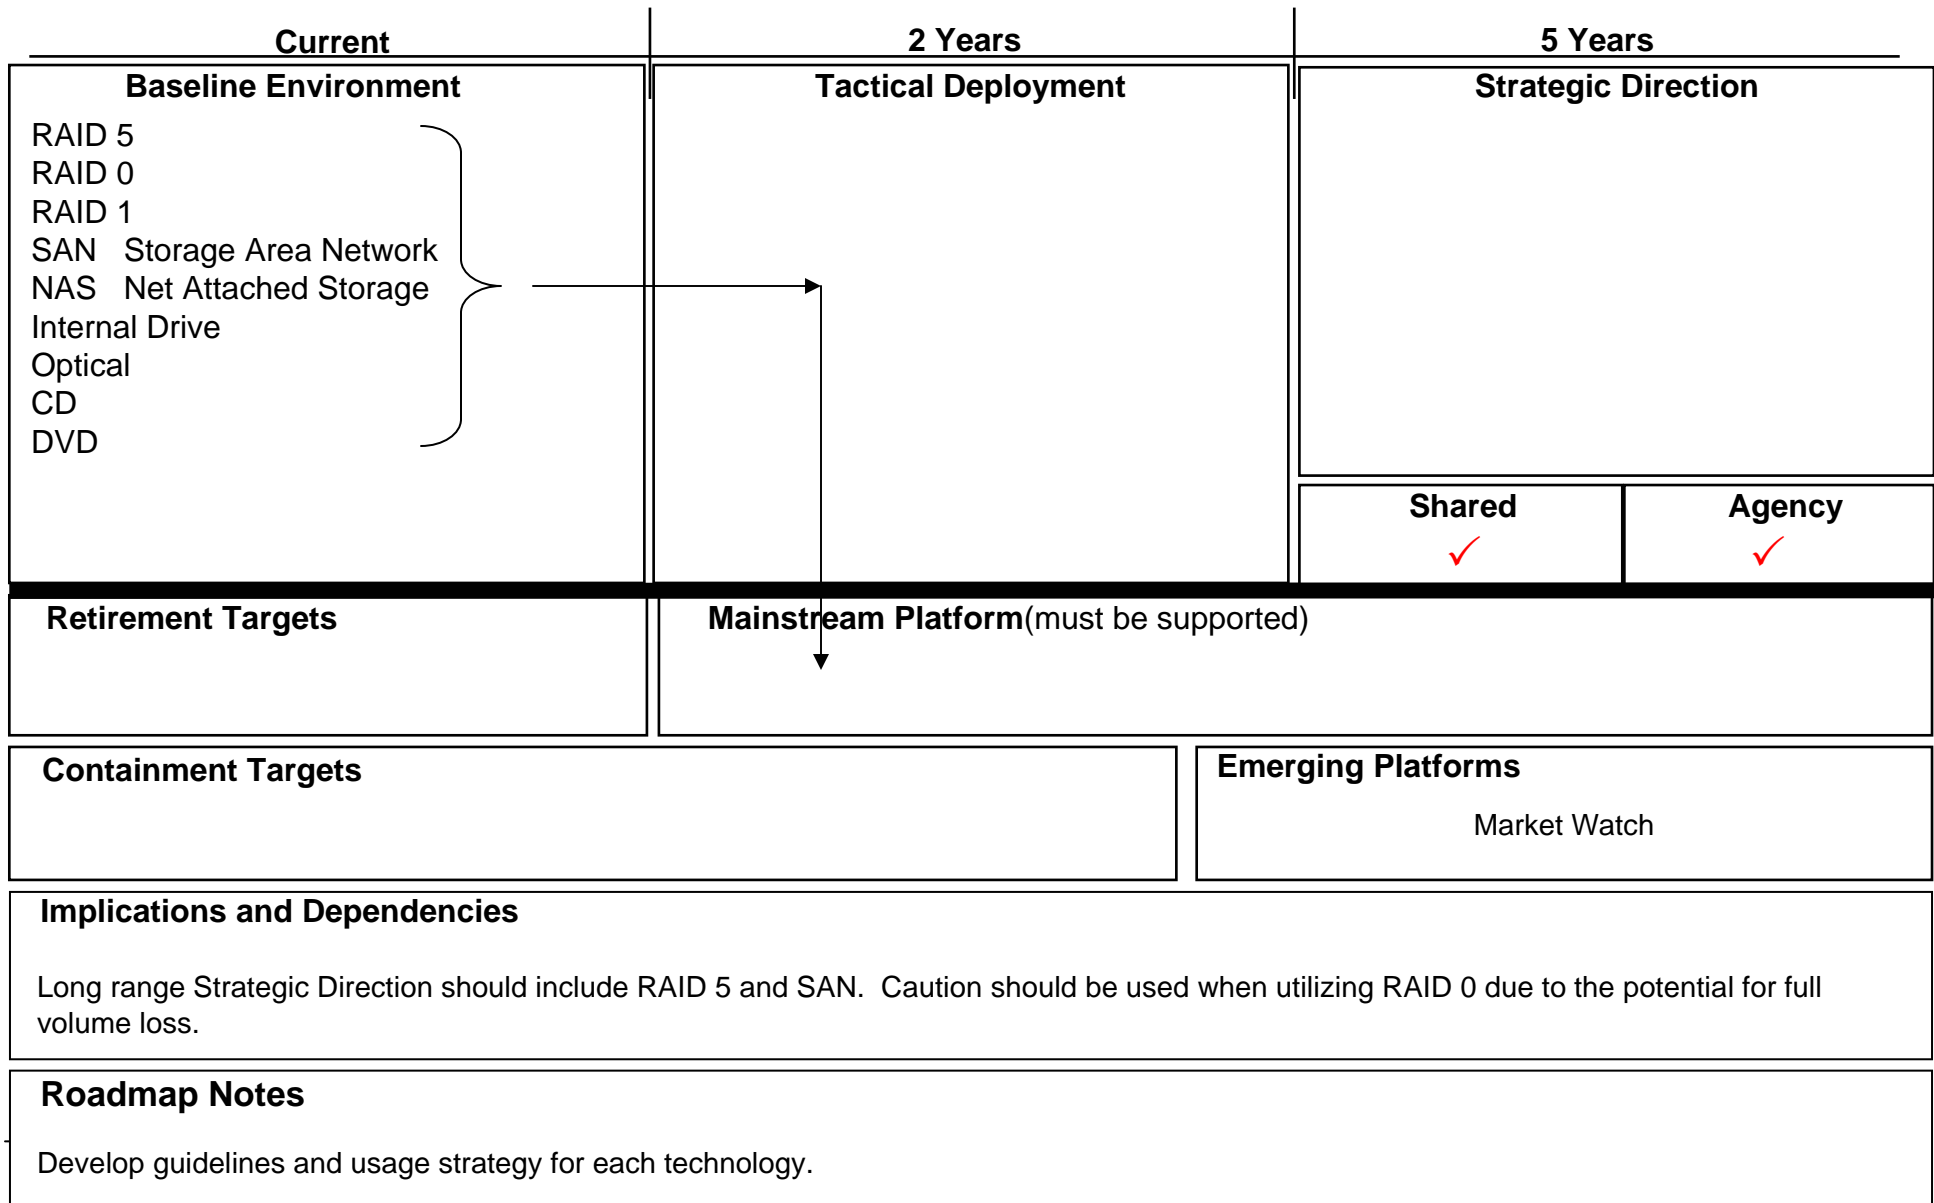 Current
2 Years
5 Years
Baseline Environment
RAID 5
RAID 0
RAID 1
SAN Storage Area Network
NAS Net Attached Storage
Internal Drive
Optical
CD
DVD
Tactical Deployment
Strategic Direction
Shared
Agency
Retirement Targets
Mainstream Platform(must be supported)
Containment Targets
Emerging Platforms
Market Watch
Implications and Dependencies
Long range Strategic Direction should include RAID 5 and SAN. Caution should be used when utilizing RAID 0 due to the potential for full
volume loss.
Roadmap Notes
Develop guidelines and usage strategy for each technology.